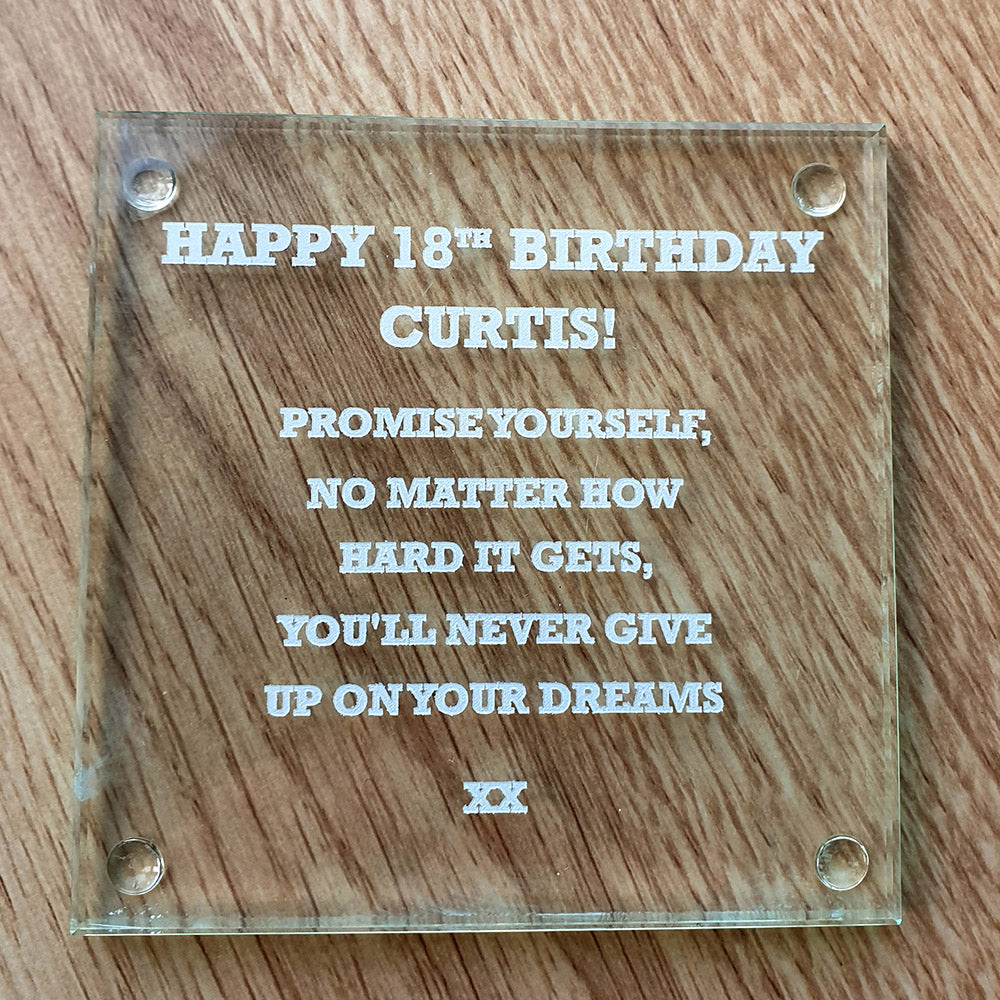 HAPPY 18TH BIRTHDAY
CURTIS!
PROMISE YOURSELF,
NO MATTER HOW
HARD IT GETS,
YOU'LL NEVER GIVE
UP ON YOUR DREAMS
XX